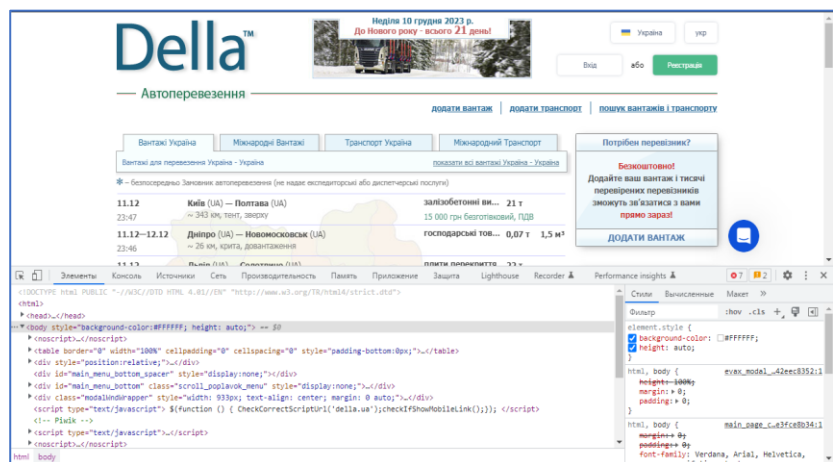 Della™
Неділя 10 грудня 2023 р.
До Нового року - всього 21 день!
Україна
укр
Вхід
або
Реєстрація
Автоперевезення
додати вантаж | додати транспорт | пошук вантажів і транспорту
Вантажі Україна
Міжнародні Вантажі
Транспорт Україна
Міжнародний Транспорт
Вантажі для перевезення Україна - Україна
показати всі вантажі Україна - Україна
✻ – безпосередньо Замовник автоперевезення (не надає експедиторські або диспетчерські послуги)
11.12 Київ (UA) — Полтава (UA) залізобетонні ви... 21 т
23:47 ~ 343 км, тент, зверху 15 000 грн безготівковий, ПДВ
11.12—12.12 Дніпро (UA) — Новомосковськ (UA) господарські тов... 0,07 т 1,5 м³
23:46 ~ 26 км, крита, довантаження
Потрібен перевізник?
Безкоштовно!
Додайте ваш вантаж і тисячі
перевірених перевізників
зможуть зв'язатися з вами
прямо зараз!
ДОДАТИ ВАНТАЖ
Элементы Консоль Источники Сеть Производительность Память Приложение Защита Lighthouse Recorder Performance insights 7 2
<!DOCTYPE html PUBLIC "-//W3C//DTD HTML 4.01//EN" "http://www.w3.org/TR/html4/strict.dtd">
<html>
<head>…</head>
<body style="background-color:#FFFFFF; height: auto;"> == $0
<noscript>…</noscript>
<table border="0" width="100%" cellpadding="0" cellspacing="0" style="padding-bottom:0px;">…</table>
<div style="position:relative;">…</div>
<div id="main_menu_bottom_spacer" style="display:none;"></div>
<div id="main_menu_bottom" class="scroll_poplavok_menu" style="display:none;">…</div>
<div class="modalWndWrapper" style="width: 933px; text-align: center; margin: 0 auto;">…</div>
<script type="text/javascript"> $(function () { CheckCorrectScriptUrl('della.ua');checkIfShowMobileLink();}); </script>
<!-- Piwik -->
<script type="text/javascript">…</script>
<noscript>…</noscript>
html body
Стили Вычисленные Макет
Фильтр :hov .cls
element.style {
background-color: #FFFFFF;
height: auto;
}
html, body { evax_modal_…42eec8352:1
height: 100%;
margin: 0;
padding: 0;
}
html, body { main_page_c…e3fce8b34:1
margin: 0;
padding: 0;
font-family: Verdana, Arial, Helvetica,